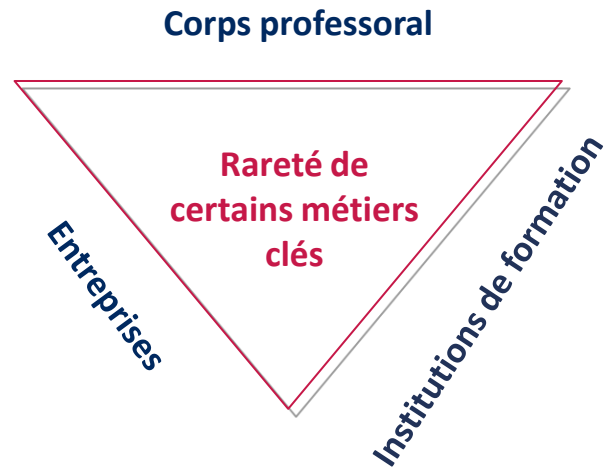 Corps professoral
Rareté de
certains métiers
clés
Entreprises
Institutions de formation